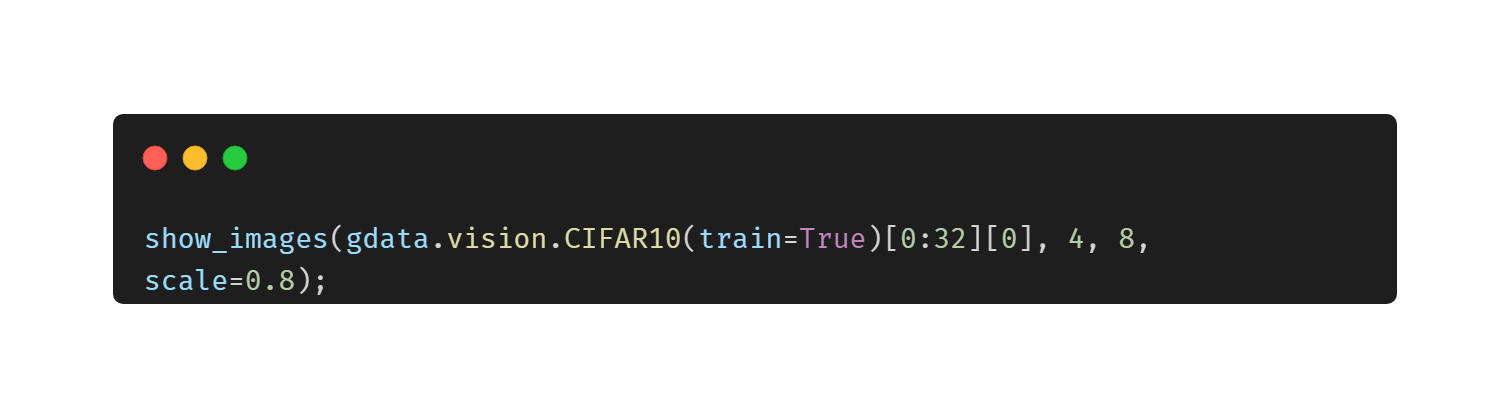 show_images(gdata.vision.CIFAR10(train=True)[0:32][0], 4, 8,
scale=0.8);